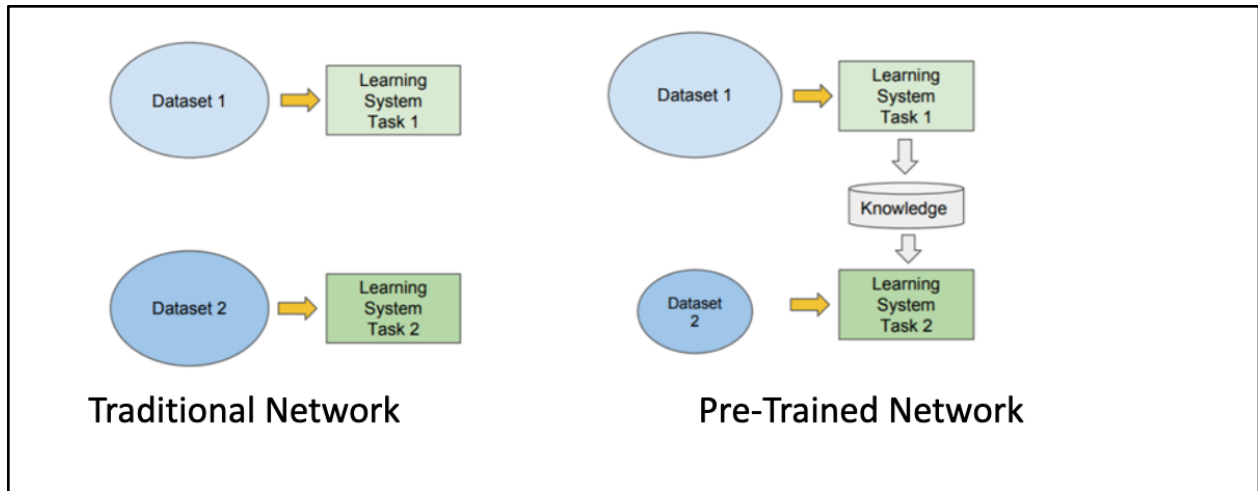 Dataset 1
Learning
System
Task 1
Dataset 2
Learning
System
Task 2
Traditional Network
Dataset 1
Learning
System
Task 1
Knowledge
Dataset
2
Learning
System
Task 2
Pre-Trained Network